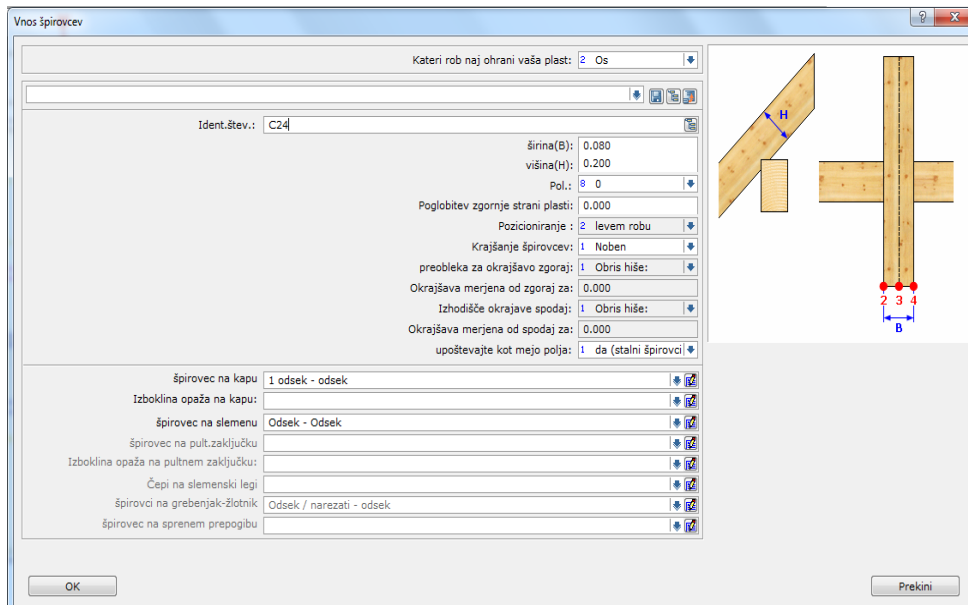 Vnos špirovcev
Kateri rob naj ohrani vaša plast: 2 Os
Ident.štev.: C24
širina(B): 0.080
višina(H): 0.200
Pol.: 8 0
Poglobitev zgornje strani plasti: 0.000
Pozicioniranje : 2 levem robu
Krajšanje špirovcev: 1 Noben
preobleka za okrajšavo zgoraj: 1 Obris hiše:
Okrajšava merjena od zgoraj za: 0.000
Izhodišče okrajave spodaj: 1 Obris hiše:
Okrajšava merjena od spodaj za: 0.000
upoštevajte kot mejo polja: 1 da (stalni špirovci
špirovec na kapu 1 odsek - odsek
Izboklina opaža na kapu:
špirovec na slemenu Odsek - Odsek
špirovec na pult.zaključku
Izboklina opaža na pultnem zaključku:
Čepi na slemenski legi
špirovci na grebenjak-žlotnik Odsek / narezati - odsek
špirovec na sprenem prepogibu
H
2 3 4
B
OK
Prekini